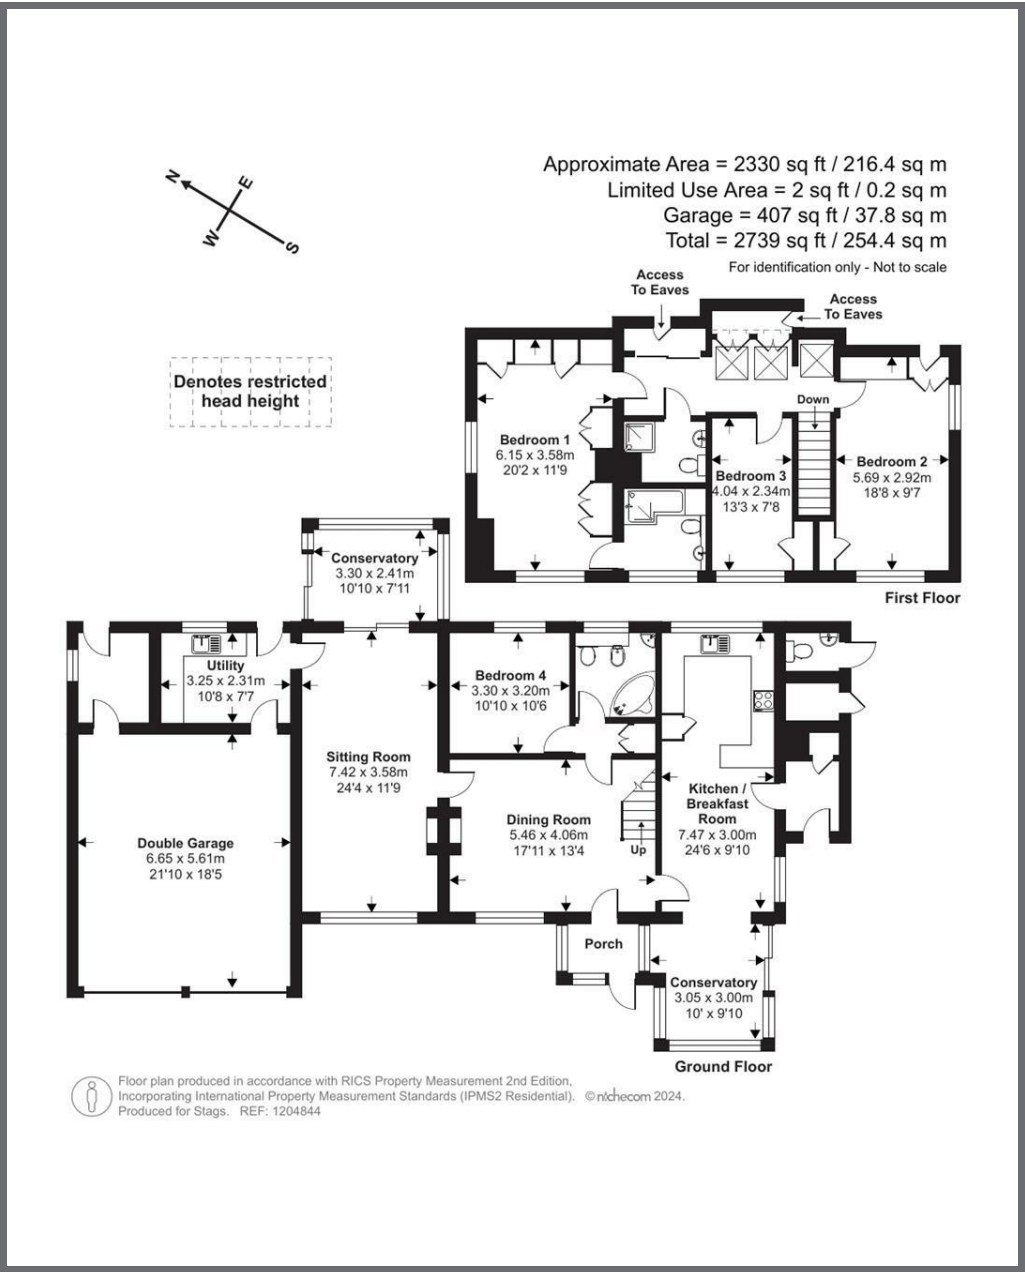 Approximate Area = 2330 sq ft / 216.4 sq m
Limited Use Area = 2 sq ft / 0.2 sq m
Garage = 407 sq ft / 37.8 sq m
Total = 2739 sq ft / 254.4 sq m
For identification only - Not to scale
N
E
W
S
Denotes restricted
head height
Access
To Eaves
Access
To Eaves
Down
Bedroom 1
6.15 x 3.58m
20'2 x 11'9
Bedroom 3
4.04 x 2.34m
13'3 x 7'8
Bedroom 2
5.69 x 2.92m
18'8 x 9'7
First Floor
Conservatory
3.30 x 2.41m
10'10 x 7'11
Utility
3.25 x 2.31m
10'8 x 7'7
Bedroom 4
3.30 x 3.20m
10'10 x 10'6
Sitting Room
7.42 x 3.58m
24'4 x 11'9
Dining Room
5.46 x 4.06m
17'11 x 13'4
Up
Kitchen /
Breakfast
Room
7.47 x 3.00m
24'6 x 9'10
Double Garage
6.65 x 5.61m
21'10 x 18'5
Porch
Conservatory
3.05 x 3.00m
10' x 9'10
Ground Floor
Floor plan produced in accordance with RICS Property Measurement 2nd Edition,
Incorporating International Property Measurement Standards (IPMS2 Residential). © nichecom 2024.
Produced for Stags. REF: 1204844